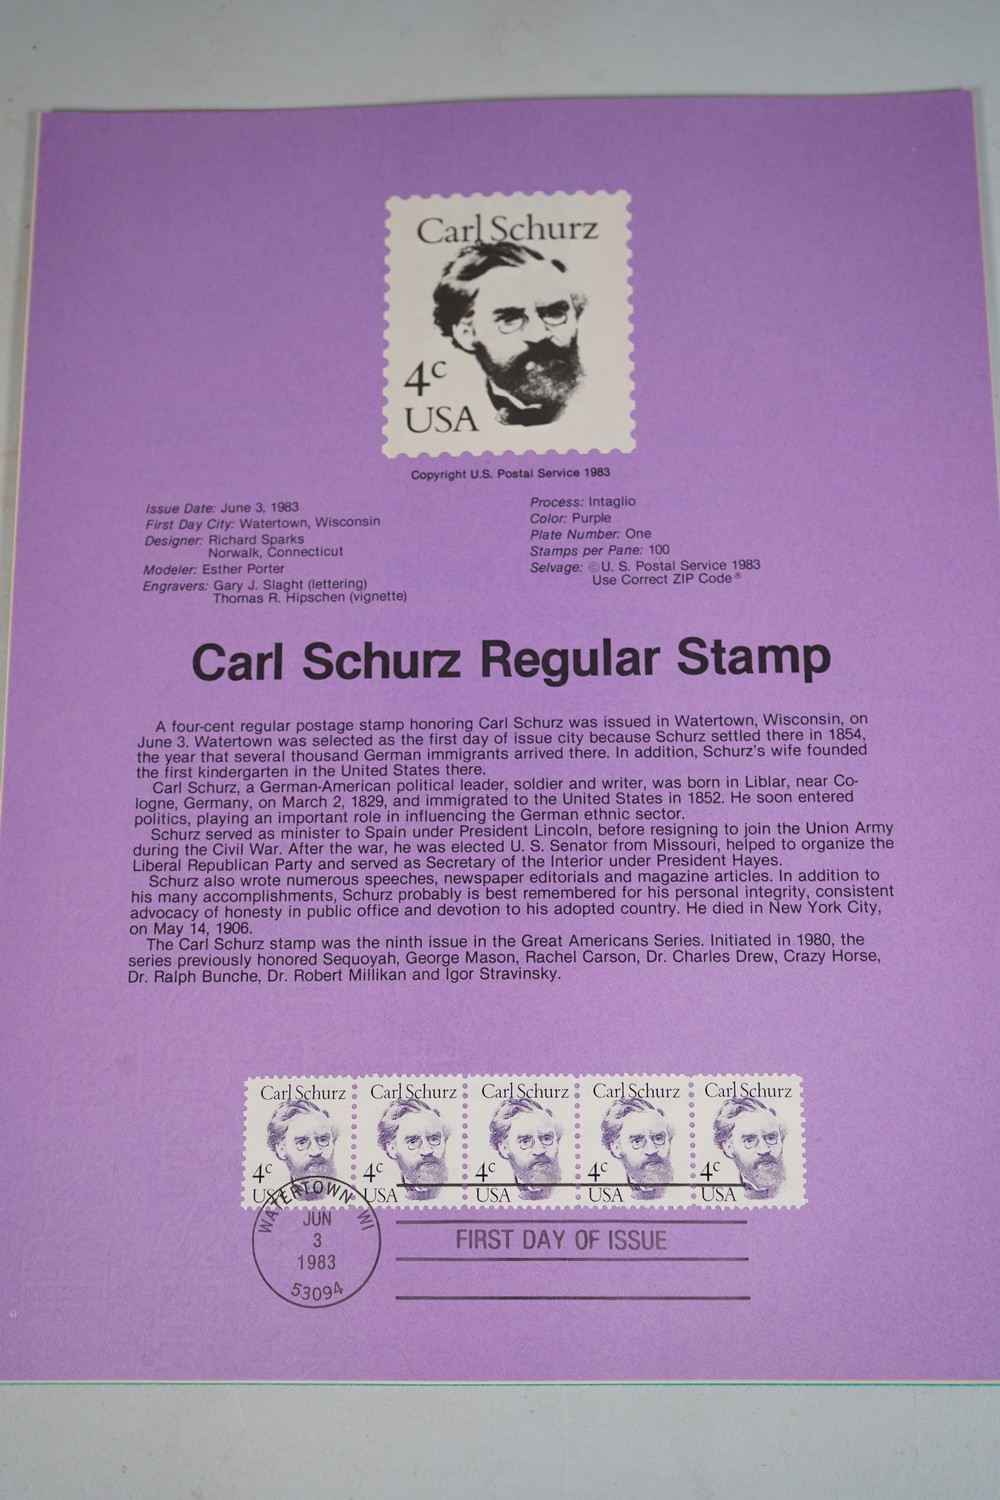 Carl Schurz
4c
USA
Copyright U.S. Postal Service 1983
Issue Date: June 3, 1983
First Day City: Watertown, Wisconsin
Designer: Richard Sparks
Norwalk, Connecticut
Modeler: Esther Porter
Engravers: Gary J. Slaght (lettering)
Thomas R. Hipschen (vignette)
Process: Intaglio
Color: Purple
Plate Number: One
Stamps per Pane: 100
Selvage: ©U. S. Postal Service 1983
Use Correct ZIP Code®
Carl Schurz Regular Stamp
A four-cent regular postage stamp honoring Carl Schurz was issued in Watertown, Wisconsin, on
June 3. Watertown was selected as the first day of issue city because Schurz settled there in 1854,
the year that several thousand German immigrants arrived there. In addition, Schurz's wife founded
the first kindergarten in the United States there.
Carl Schurz, a German-American political leader, soldier and writer, was born in Liblar, near Co-
logne, Germany, on March 2, 1829, and immigrated to the United States in 1852. He soon entered
politics, playing an important role in influencing the German ethnic sector.
Schurz served as minister to Spain under President Lincoln, before resigning to join the Union Army
during the Civil War. After the war, he was elected U. S. Senator from Missouri, helped to organize the
Liberal Republican Party and served as Secretary of the Interior under President Hayes.
Schurz also wrote numerous speeches, newspaper editorials and magazine articles. In addition to
his many accomplishments, Schurz probably is best remembered for his personal integrity, consistent
advocacy of honesty in public office and devotion to his adopted country. He died in New York City,
on May 14, 1906.
The Carl Schurz stamp was the ninth issue in the Great Americans Series. Initiated in 1980, the
series previously honored Sequoyah, George Mason, Rachel Carson, Dr. Charles Drew, Crazy Horse,
Dr. Ralph Bunche, Dr. Robert Millikan and Igor Stravinsky.
Carl Schurz Carl Schurz Carl Schurz Carl Schurz Carl Schurz
4c 4c 4c 4c 4c
USA USA USA USA USA
WATERTOWN WI
JUN
3
1983
53094
FIRST DAY OF ISSUE